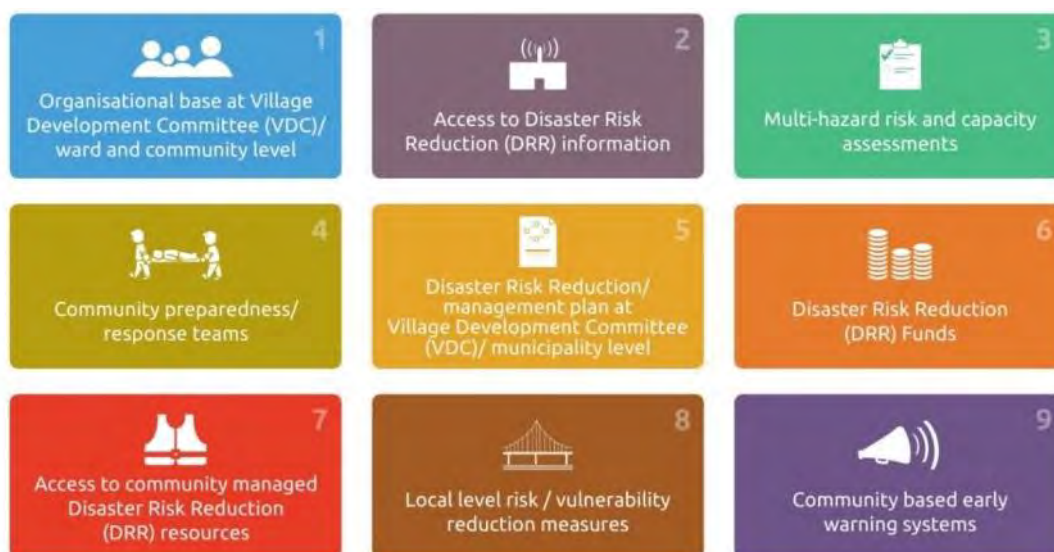 1
Organisational base at Village
Development Committee (VDC)/
ward and community level
2
Access to Disaster Risk
Reduction (DRR) information
3
Multi-hazard risk and capacity
assessments
4
Community preparedness/
response teams
5
Disaster Risk Reduction/
management plan at
Village Development Committee
(VDC)/ municipality level
6
Disaster Risk Reduction
(DRR) Funds
7
Access to community managed
Disaster Risk Reduction
(DRR) resources
8
Local level risk / vulnerability
reduction measures
9
Community based early
warning systems